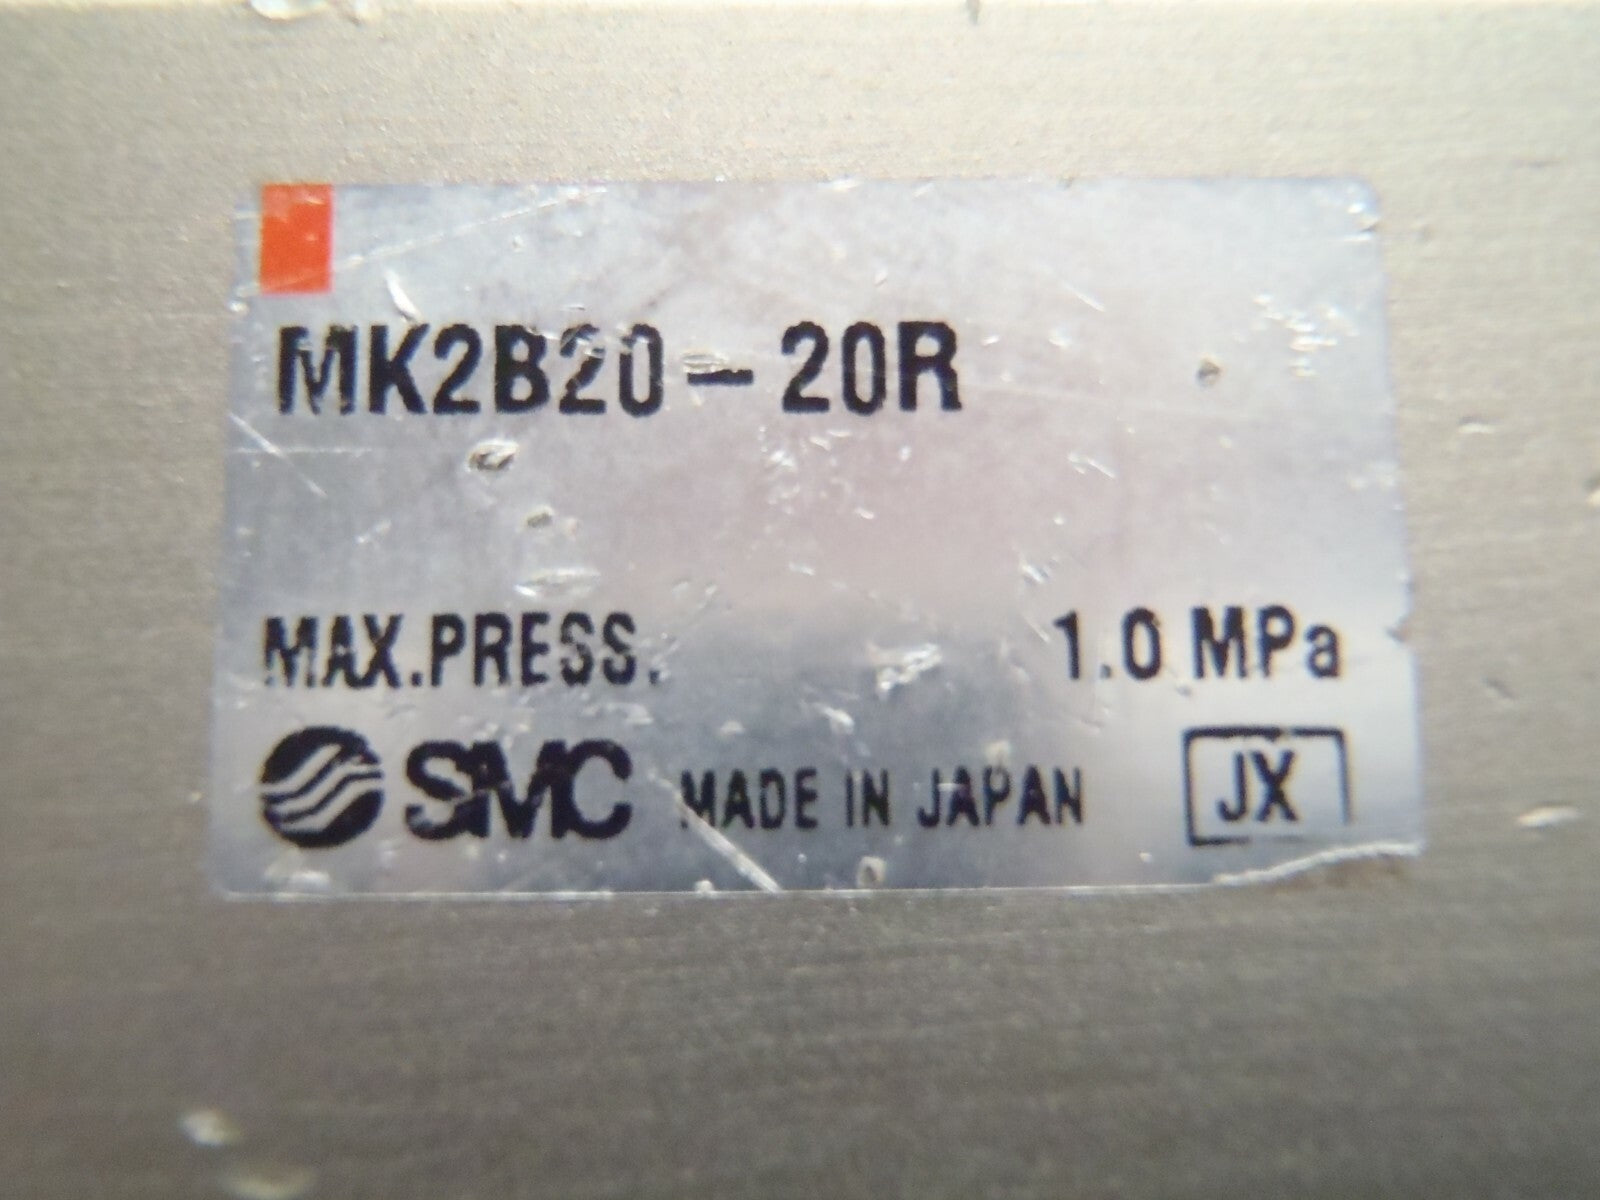 MK2B20-20R
MAX.PRESS. 1.0 MPa
SMC MADE IN JAPAN JX